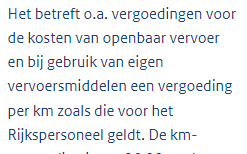 Het betreft o.a. vergoedingen voor
de kosten van openbaar vervoer
en bij gebruik van eigen
vervoersmiddelen een vergoeding
per km zoals die voor het
Rijkspersoneel geldt. De km-